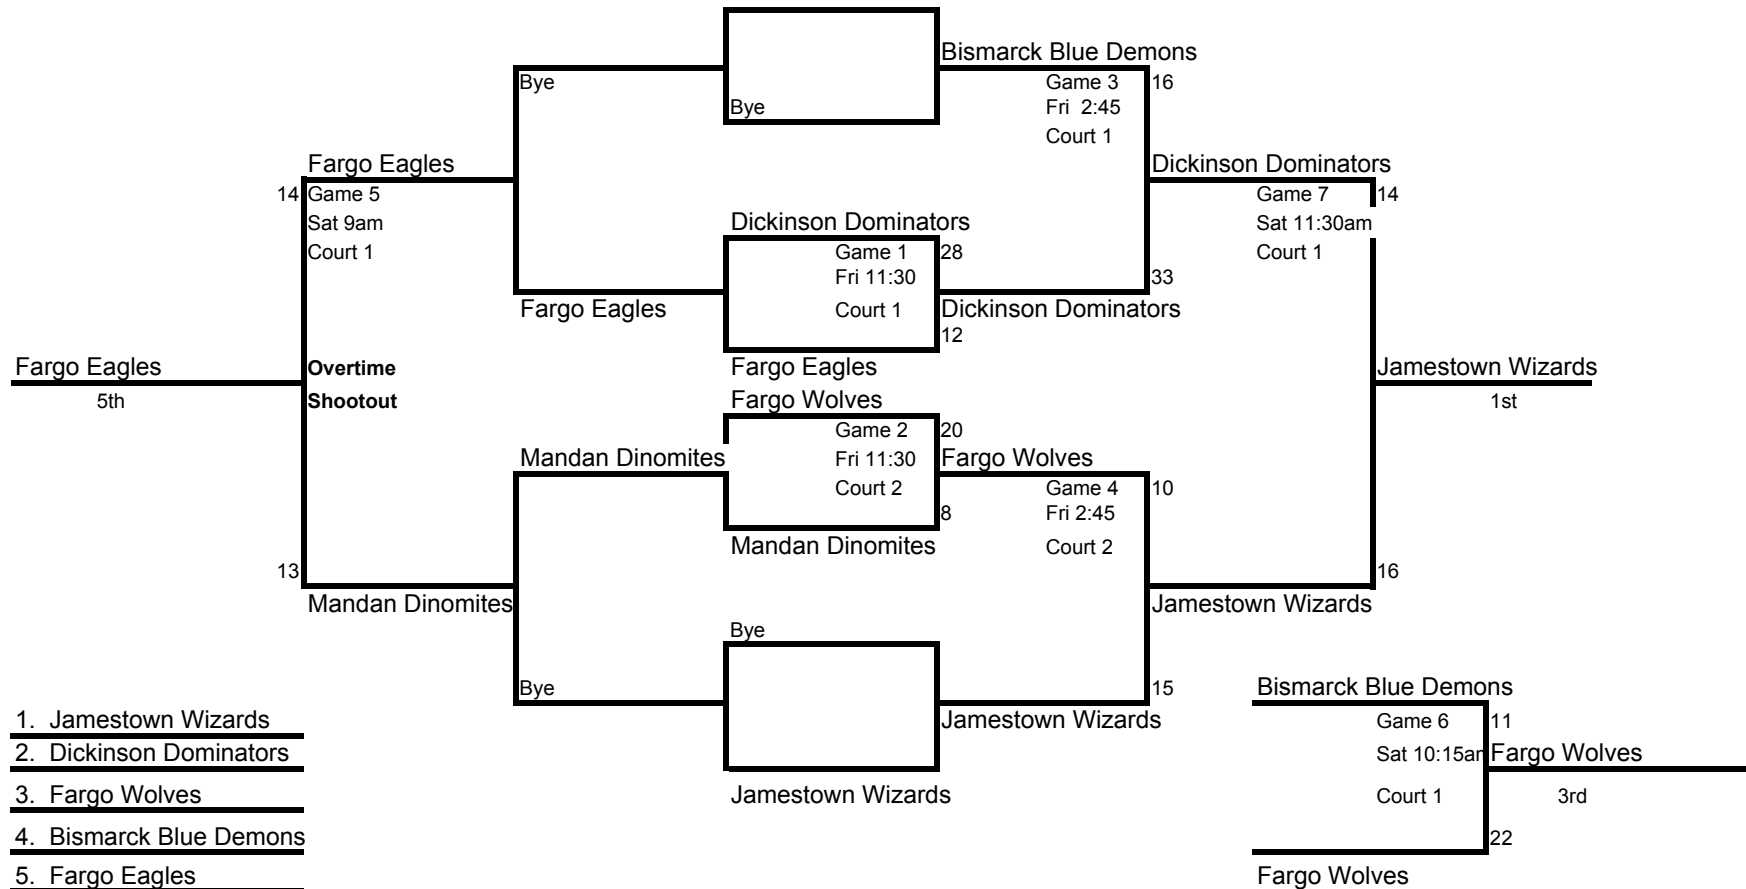 Bismarck Blue Demons
Bye
Game 3
16
Bye
Fri 2:45
Court 1
Fargo Eagles
Dickinson Dominators
14
Game 5
Game 7
14
Sat 9am
Dickinson Dominators
Sat 11:30am
Court 1
Game 1
28
Court 1
Fri 11:30
33
Fargo Eagles
Court 1
Dickinson Dominators
12
Fargo Eagles
Overtime
Fargo Eagles
Jamestown Wizards
5th
Shootout
Fargo Wolves
1st
Game 2
20
Mandan Dinomites
Fri 11:30
Fargo Wolves
Court 2
Game 4
10
8
Fri 2:45
Mandan Dinomites
Court 2
13
16
Mandan Dinomites
Jamestown Wizards
Bye
Bye
15
Bismarck Blue Demons
1. Jamestown Wizards
Jamestown Wizards
Game 6
11
2. Dickinson Dominators
Sat 10:15am
Fargo Wolves
3. Fargo Wolves
Jamestown Wizards
Court 1
3rd
4. Bismarck Blue Demons
22
5. Fargo Eagles
Fargo Wolves